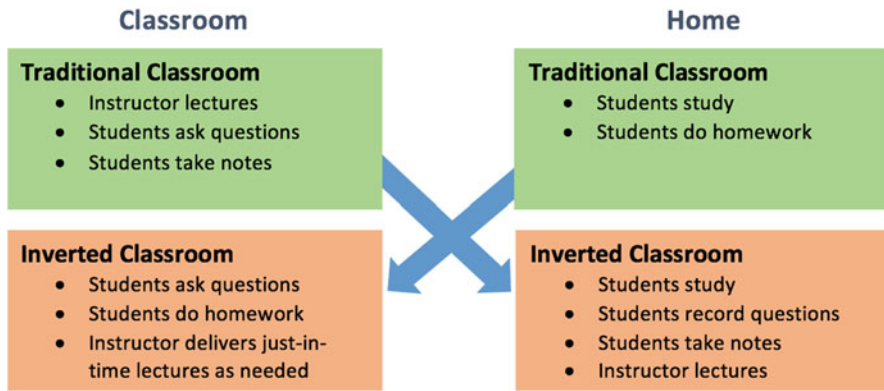 Classroom
Traditional Classroom
• Instructor lectures
• Students ask questions
• Students take notes
Home
Traditional Classroom
• Students study
• Students do homework
Inverted Classroom
• Students ask questions
• Students do homework
• Instructor delivers just-in-
time lectures as needed
Inverted Classroom
• Students study
• Students record questions
• Students take notes
• Instructor lectures